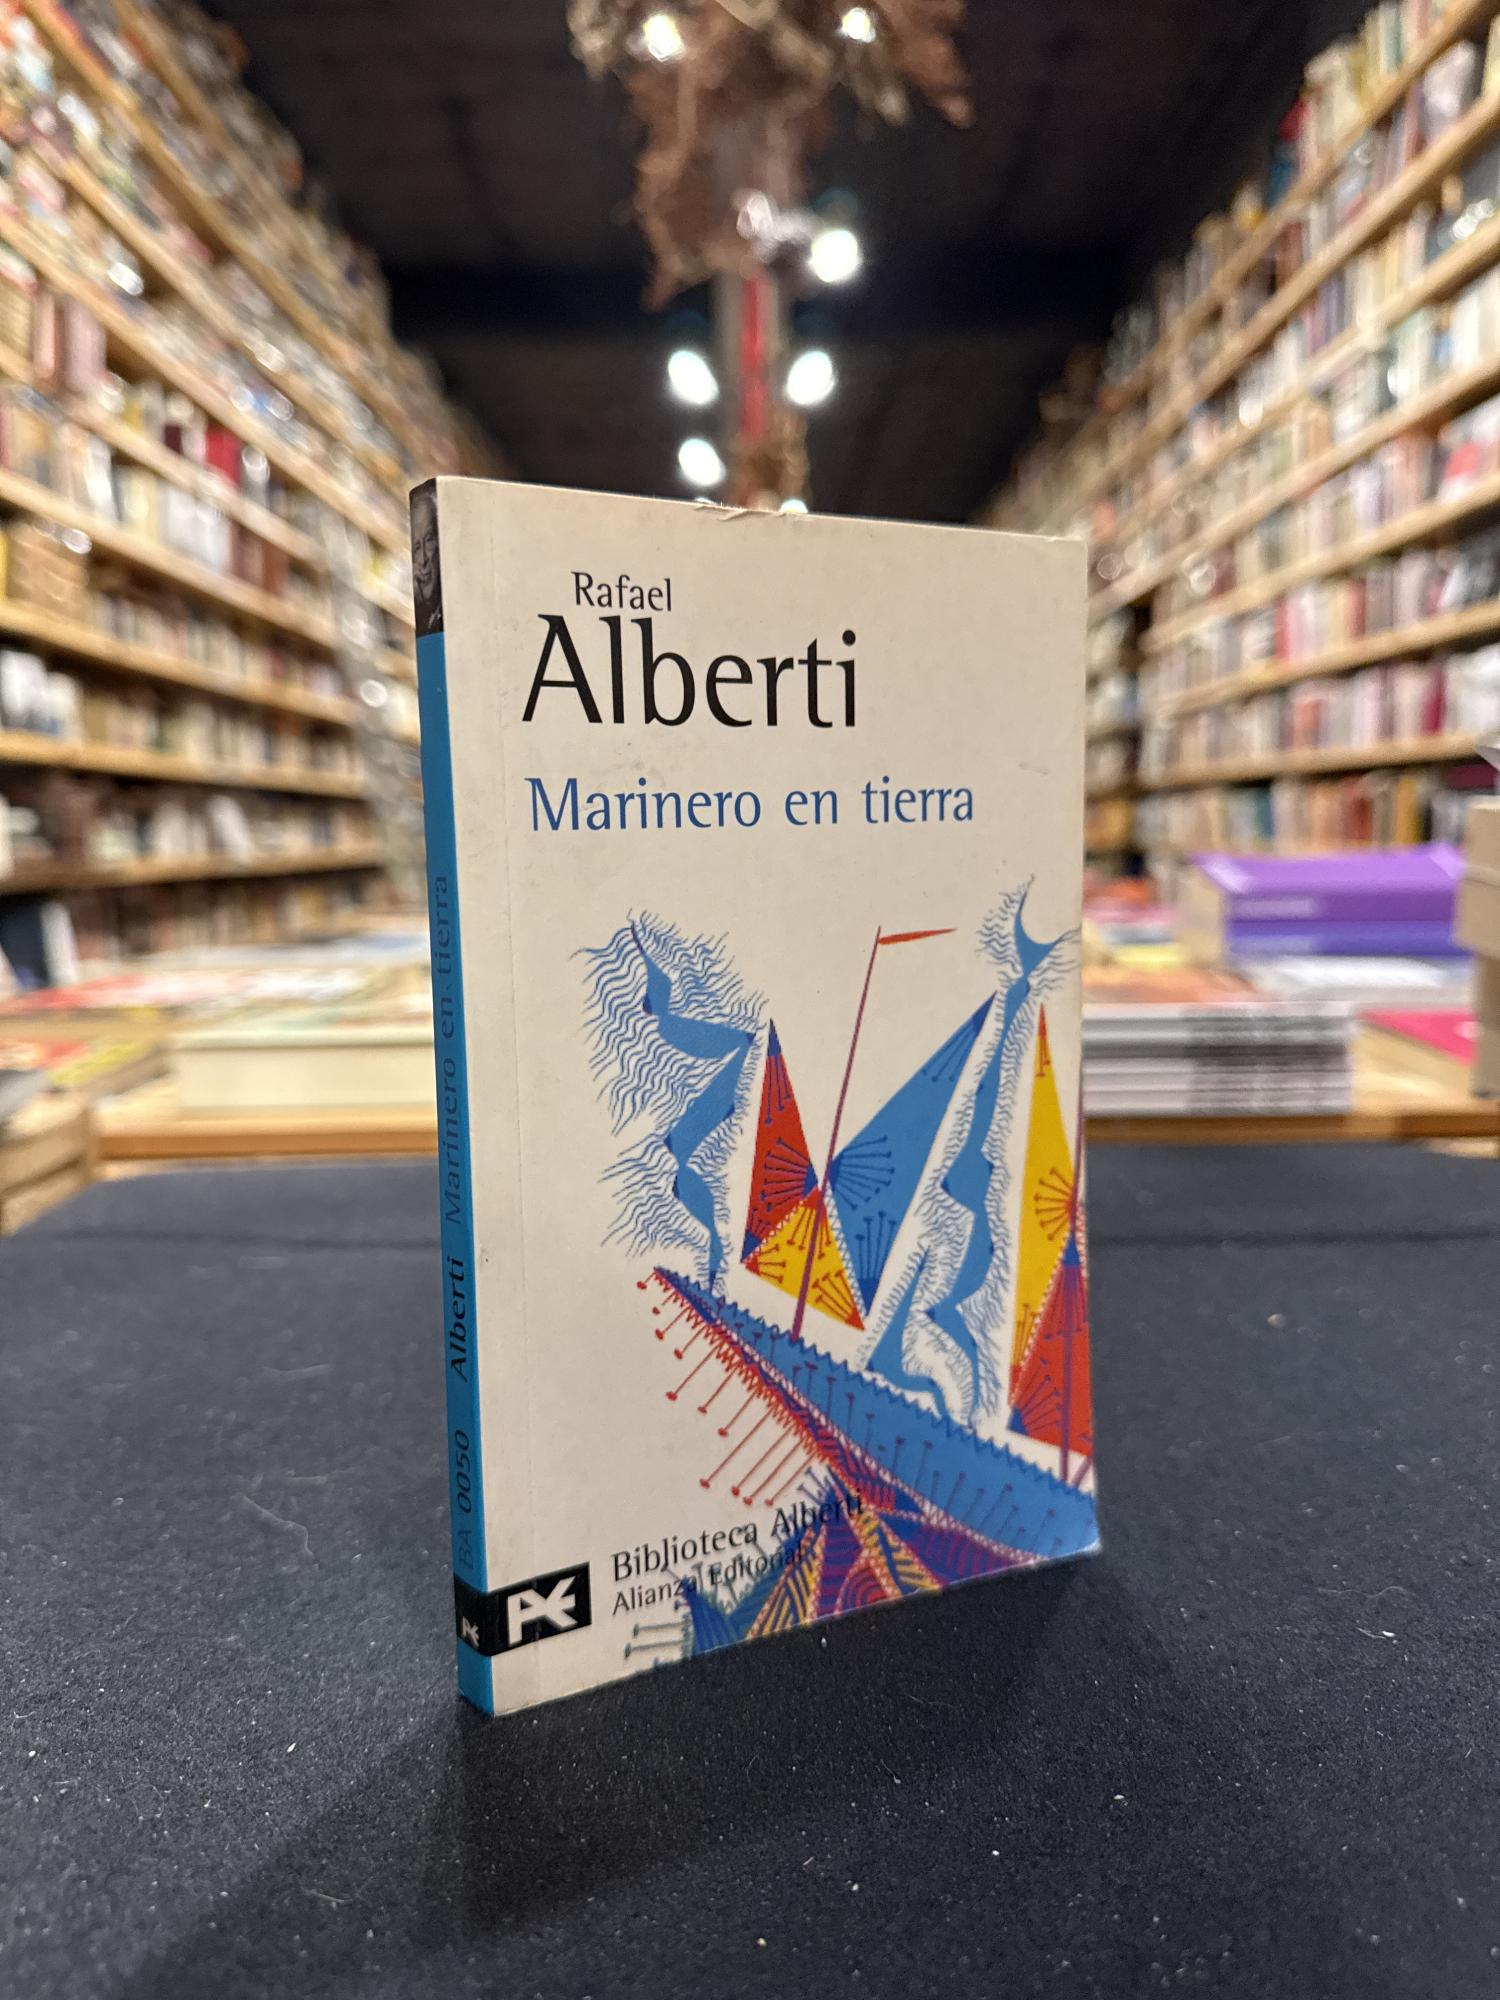 Rafael
Alberti
Marinero en tierra
Biblioteca Alberti
Alianza Editorial
BA 0050 Alberti Marinero en tierra